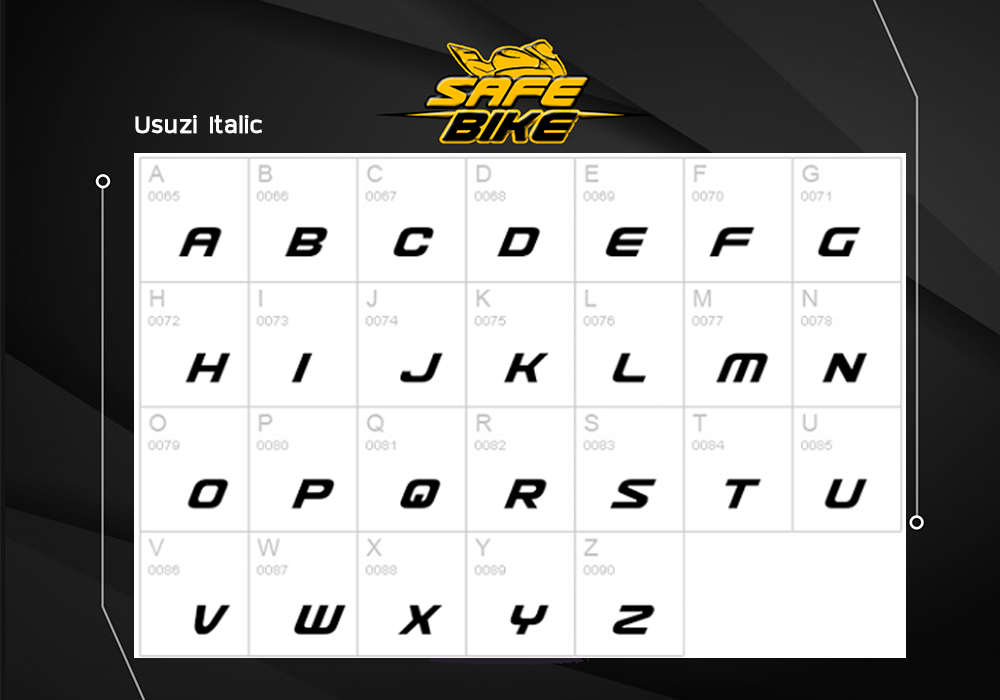 SAFE
BIKE
Usuzi Italic
A B C D E F G
0065 0066 0067 0068 0069 0070 0071
A B C D E F G
H I J K L M N
0072 0073 0074 0075 0076 0077 0078
H I J K L M N
O P Q R S T U
0079 0080 0081 0082 0083 0084 0085
O P Q R S T U
V W X Y Z
0086 0087 0088 0089 0090
V W X Y Z